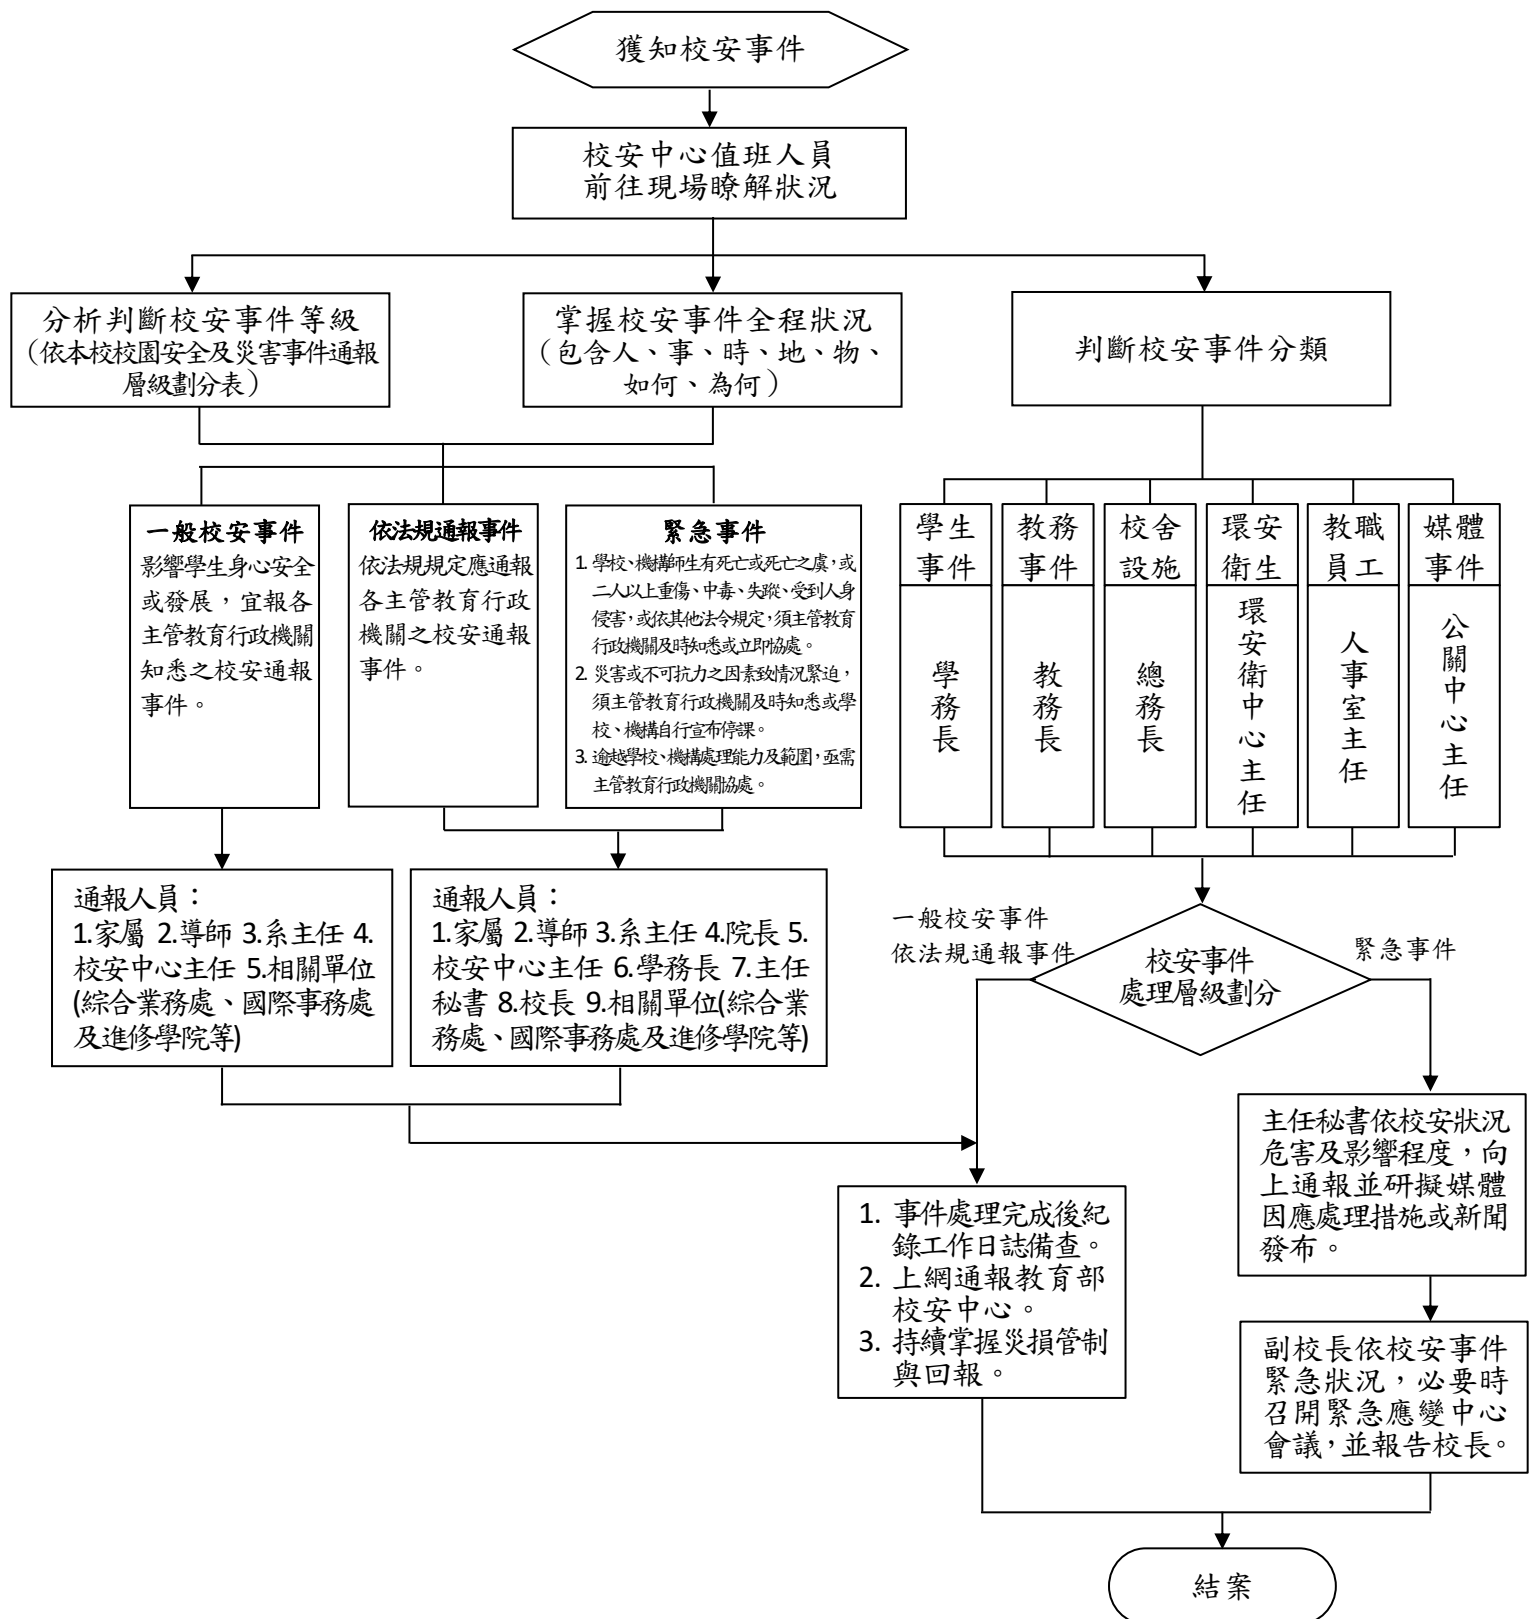 獲知校安事件
校安中心值班人員
前往現場瞭解狀況
分析判斷校安事件等級
（依本校校園安全及災害事件通報
層級劃分表）
掌握校安事件全程狀況
（包含人、事、時、地、物、
如何、為何）
判斷校安事件分類
一般校安事件
影響學生身心安全
或發展，宜報各
主管教育行政機關
知悉之校安通報
事件。
依法規通報事件
依法規規定應通報
各主管教育行政
機關之校安通報
事件。
緊急事件
1. 學校、機構師生有死亡或死亡之虞，或
二人以上重傷、中毒、失蹤、受到人身
侵害，或依其他法令規定，須主管教育
行政機關及時知悉或立即協處。
2. 災害或不可抗力之因素致情況緊迫，
須主管教育行政機關及時知悉或學
校、機構自行宣布停課。
3. 逾越學校、機構處理能力及範圍，亟需
主管教育行政機關協處。
學生
事件
學務長
教務
事件
教務長
校舍
設施
總務長
環安
衛生
環安衛中心主任
教職
員工
人事室主任
媒體
事件
公關中心主任
通報人員：
1.家屬 2.導師 3.系主任 4.
校安中心主任 5.相關單位
(綜合業務處、國際事務處
及進修學院等)
通報人員：
1.家屬 2.導師 3.系主任 4.院長 5.
校安中心主任 6.學務長 7.主任
秘書 8.校長 9.相關單位(綜合業
務處、國際事務處及進修學院等)
一般校安事件
依法規通報事件
校安事件
處理層級劃分
緊急事件
主任秘書依校安狀況
危害及影響程度，向
上通報並研擬媒體
因應處理措施或新聞
發布。
1. 事件處理完成後紀
錄工作日誌備查。
2. 上網通報教育部
校安中心。
3. 持續掌握災損管制
與回報。
副校長依校安事件
緊急狀況，必要時
召開緊急應變中心
會議，並報告校長。
結案